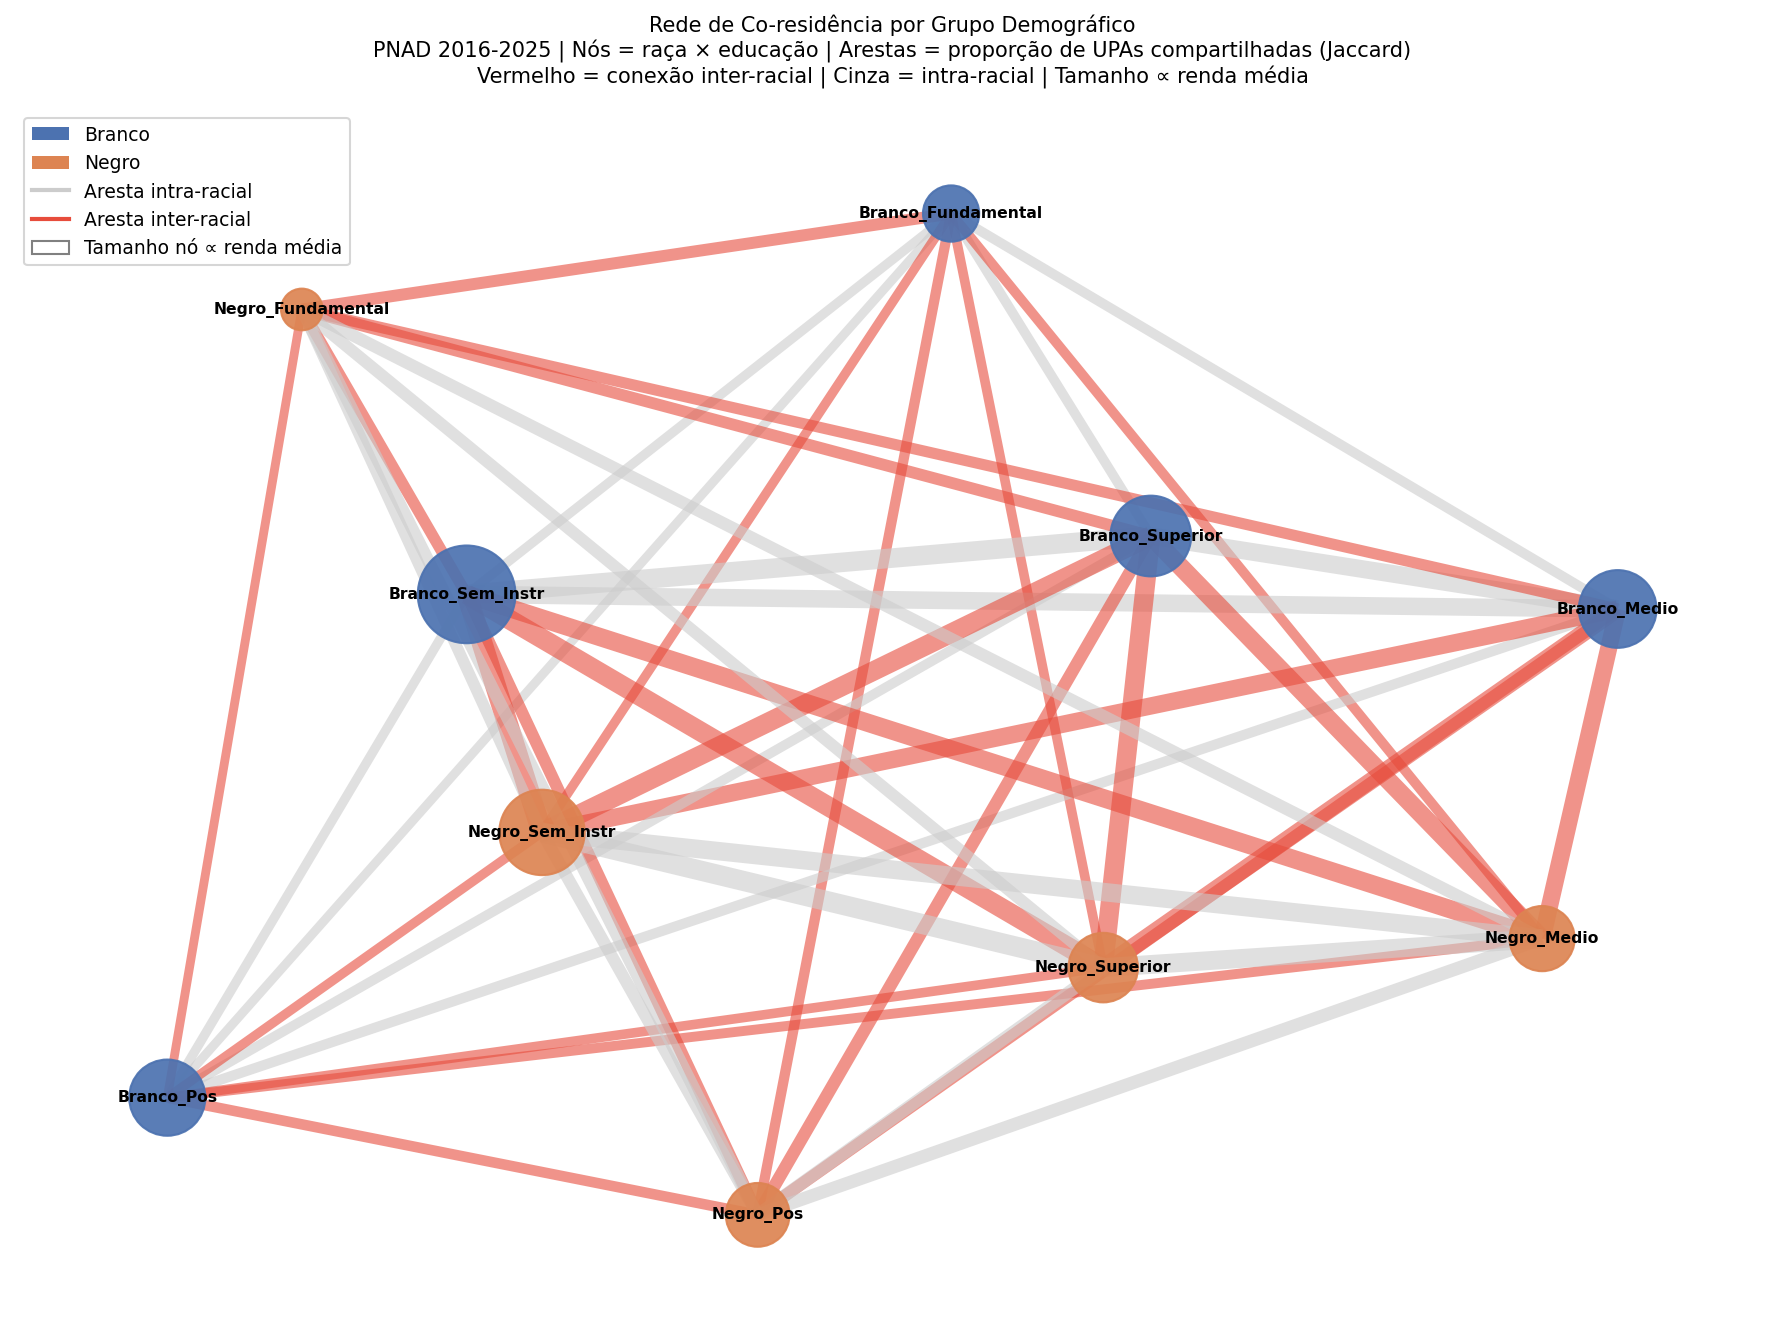 Rede de Co-residência por Grupo Demográfico
PNAD 2016-2025 | Nós = raça × educação | Arestas = proporção de UPAs compartilhadas (Jaccard)
Vermelho = conexão inter-racial | Cinza = intra-racial | Tamanho ∝ renda média
Branco
Negro
Aresta intra-racial
Aresta inter-racial
Tamanho nó ∝ renda média
Branco_Fundamental
Negro_Fundamental
Branco_Superior
Branco_Sem_Instr
Branco_Medio
Negro_Sem_Instr
Negro_Medio
Negro_Superior
Branco_Pos
Negro_Pos